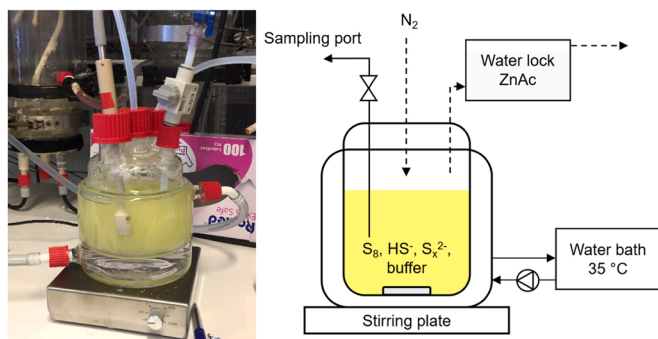 100
N₂
Sampling port
Water lock
ZnAc
S₈, HS⁻, Sₓ²⁻,
buffer
Water bath
35 °C
Stirring plate